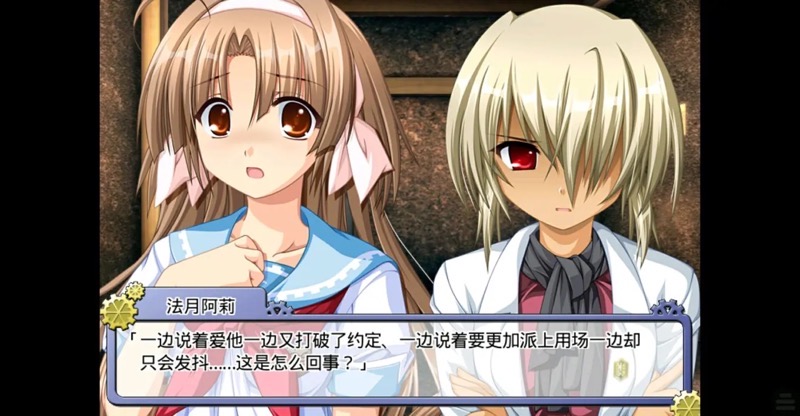 法月阿莉
「一边说着爱他一边又打破了约定、一边说着要更加派上用场一边却
只会发抖......这是怎么回事？」